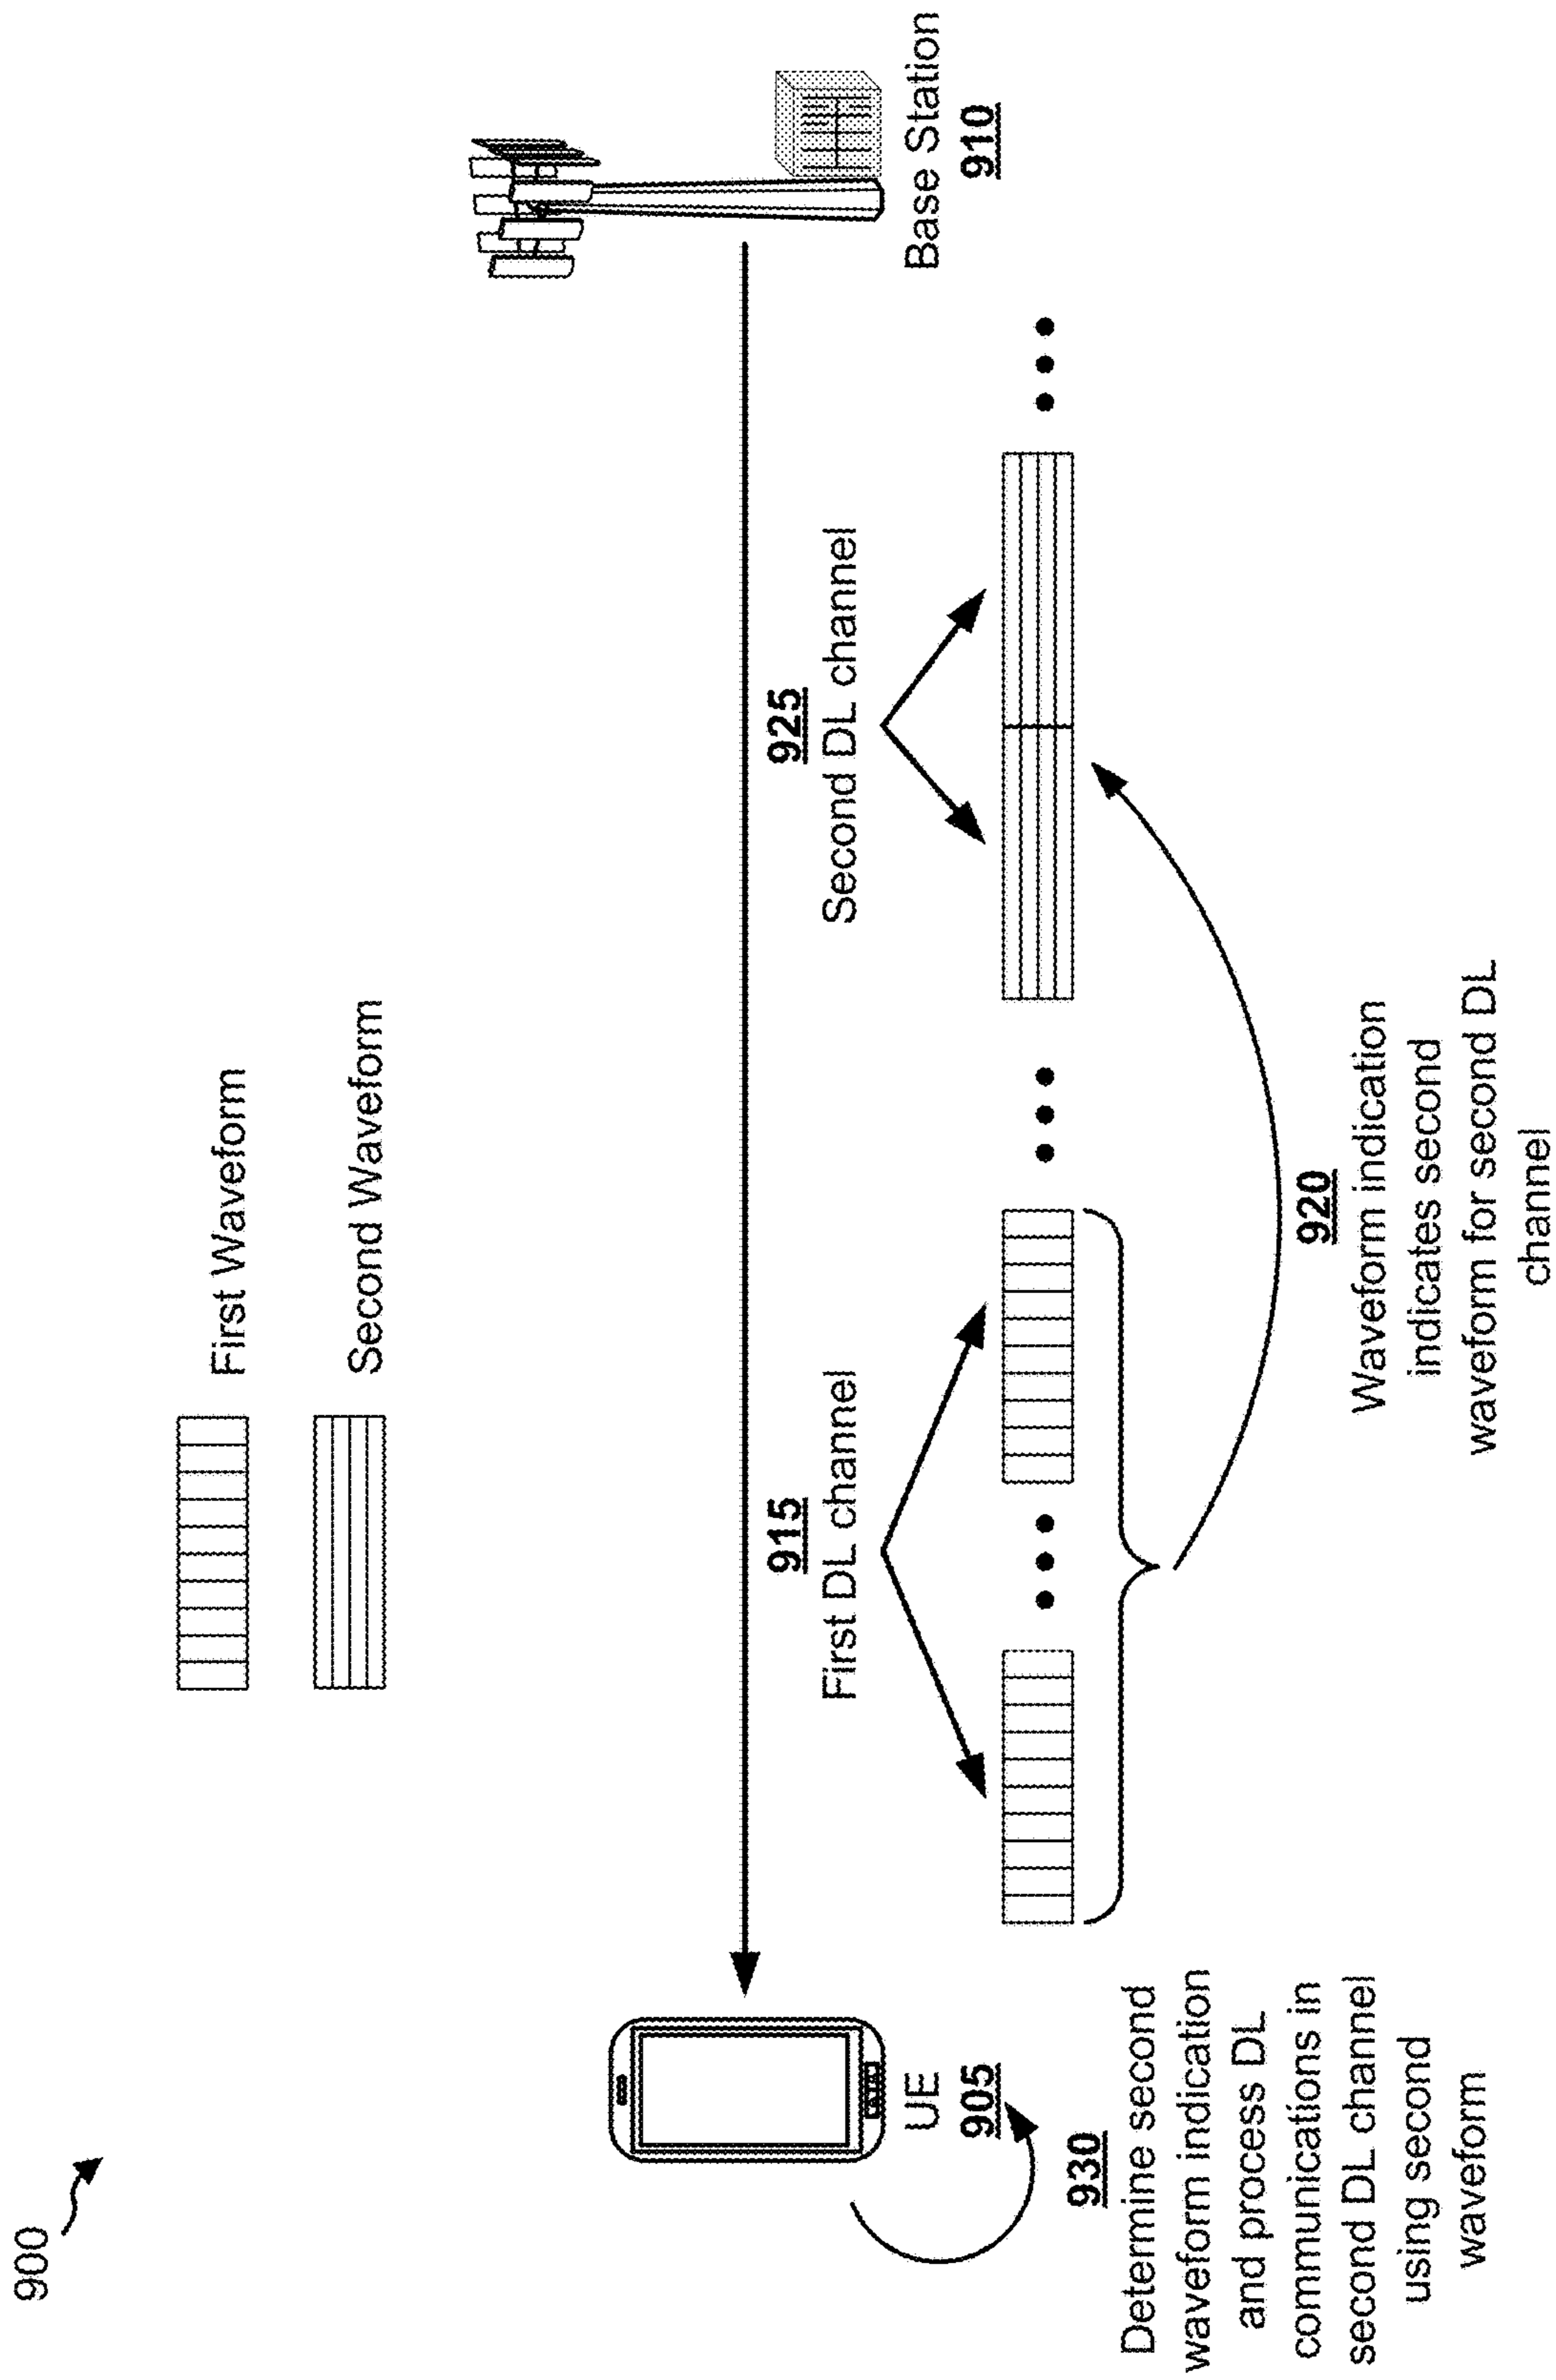 900
First Waveform
Second Waveform
UE
905
Base Station
910
915
First DL channel
925
Second DL channel
920
Waveform indication
indicates second
waveform for second DL
channel
930
Determine second
waveform indication
and process DL
communications in
second DL channel
using second
waveform